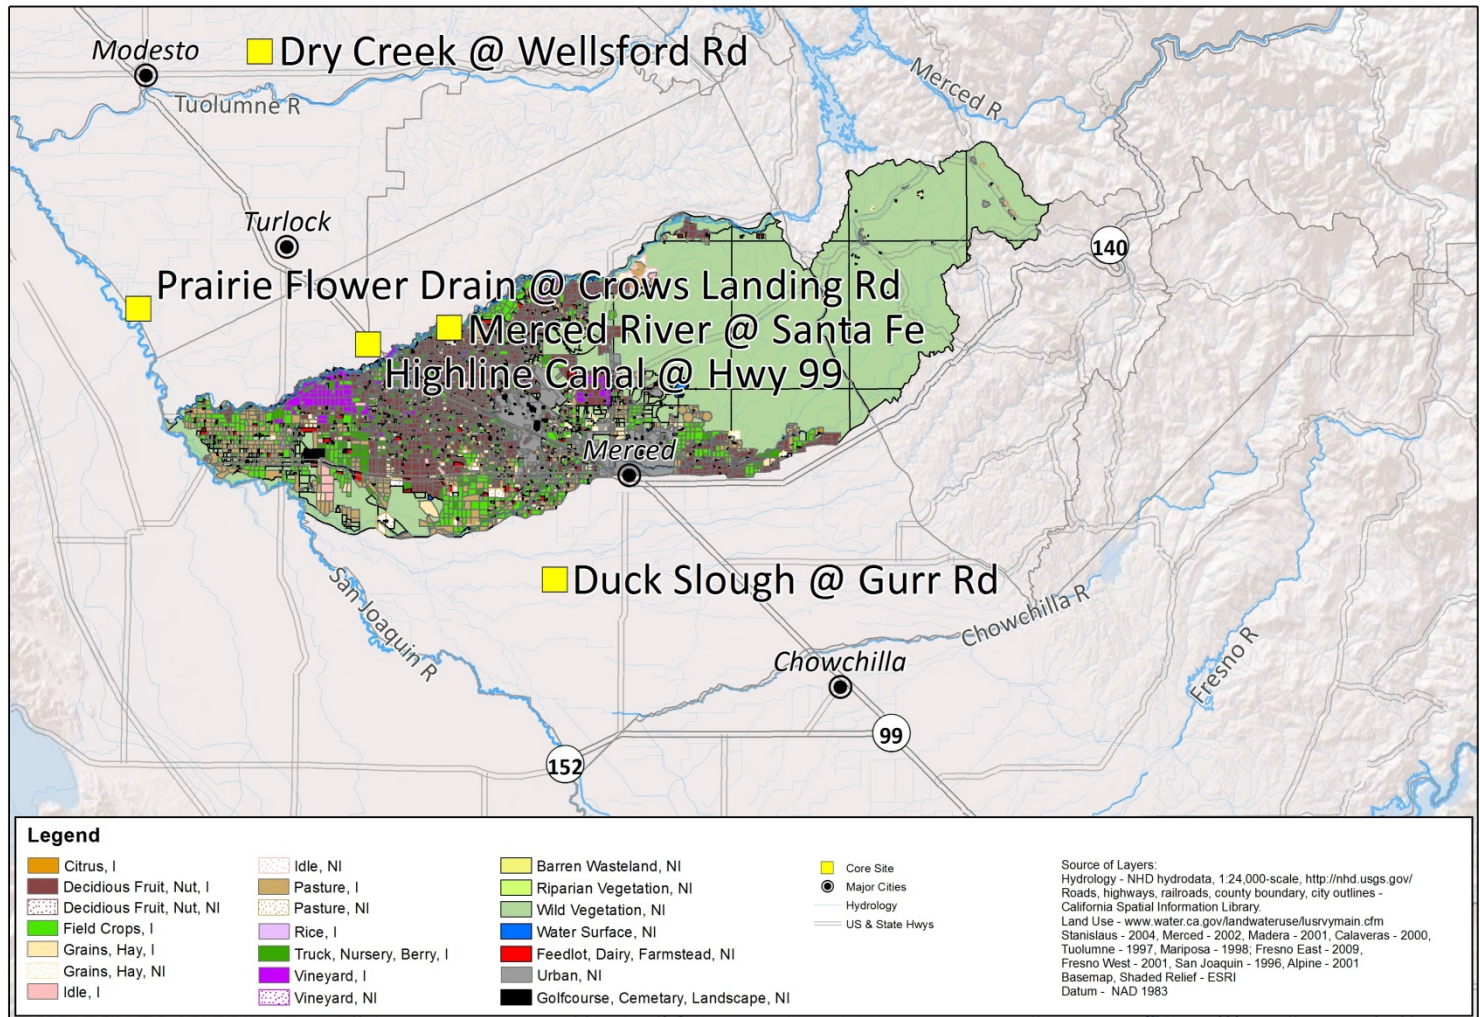 Modesto
Dry Creek @ Wellsford Rd
Tuolumne R
Merced R
Turlock
140
Prairie Flower Drain @ Crows Landing Rd
Merced River @ Santa Fe
Highline Canal @ Hwy 99
Merced
Duck Slough @ Gurr Rd
San Joaquin R
Chowchilla R
Fresno R
Chowchilla
99
152
Legend
Citrus, I
Decidious Fruit, Nut, I
Decidious Fruit, Nut, NI
Field Crops, I
Grains, Hay, I
Grains, Hay, NI
Idle, I
Idle, NI
Pasture, I
Pasture, NI
Rice, I
Truck, Nursery, Berry, I
Vineyard, I
Vineyard, NI
Barren Wasteland, NI
Riparian Vegetation, NI
Wild Vegetation, NI
Water Surface, NI
Feedlot, Dairy, Farmstead, NI
Urban, NI
Golfcourse, Cemetary, Landscape, NI
Core Site
Major Cities
Hydrology
US & State Hwys
Source of Layers:
Hydrology - NHD hydrodata, 1:24,000-scale, http://nhd.usgs.gov/
Roads, highways, railroads, county boundary, city outlines -
California Spatial Information Library.
Land Use - www.water.ca.gov/landwateruse/lusrvymain.cfm
Stanislaus - 2004, Merced - 2002, Madera - 2001, Calaveras - 2000,
Tuolumne - 1997, Mariposa - 1998; Fresno East - 2009,
Fresno West - 2001, San Joaquin - 1996, Alpine - 2001
Basemap, Shaded Relief - ESRI
Datum - NAD 1983